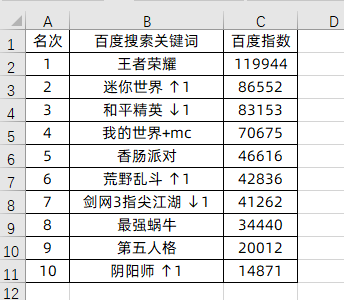 A B C D
1 名次 百度搜索关键词 百度指数
2 1 王者荣耀 119944
3 2 迷你世界 ↑1 86552
4 3 和平精英 ↓1 83153
5 4 我的世界+mc 70675
6 5 香肠派对 46616
7 6 荒野乱斗 ↑1 42836
8 7 剑网3指尖江湖 ↓1 41262
9 8 最强蜗牛 34440
10 9 第五人格 20012
11 10 阴阳师 ↑1 14871
12